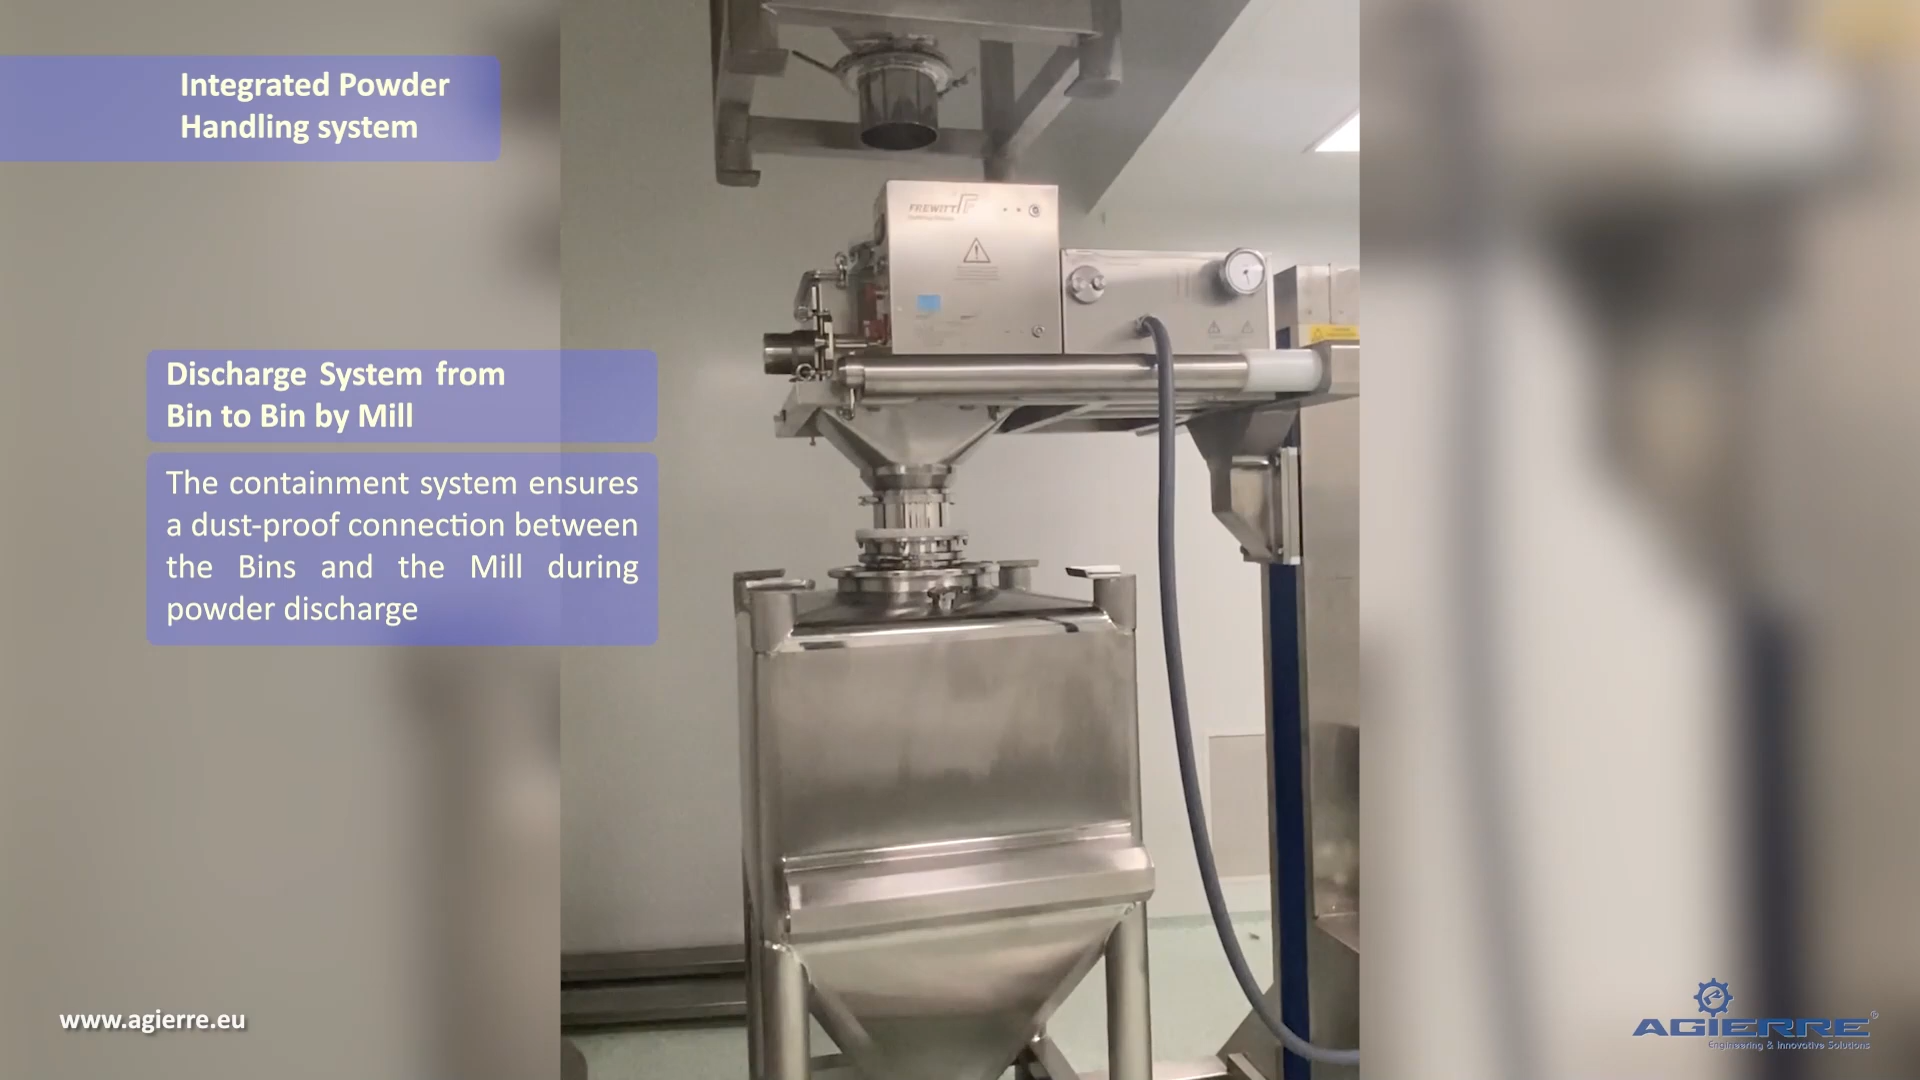 Integrated Powder
Handling system
FREWITT
Discharge System from
Bin to Bin by Mill
The containment system ensures
a dust-proof connection between
the Bins and the Mill during
powder discharge
www.agierre.eu
AGIERRE®
Engineering & Innovative Solutions